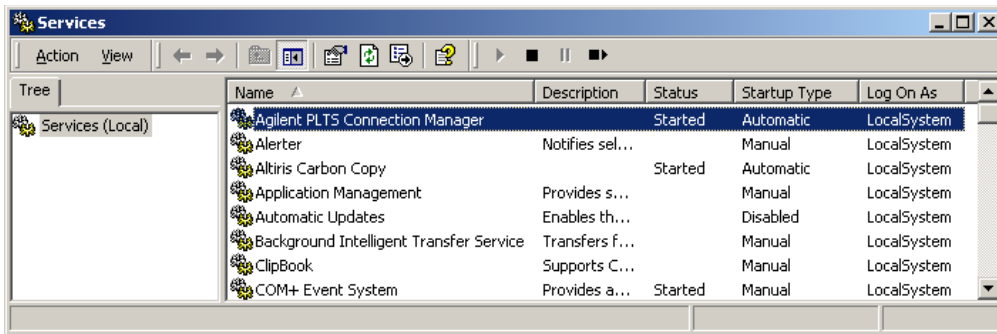 Services
Action View
Tree
Name Description Status Startup Type Log On As
Services (Local)
Agilent PLTS Connection Manager Started Automatic LocalSystem
Alerter Notifies sel... Manual LocalSystem
Altiris Carbon Copy Started Automatic LocalSystem
Application Management Provides s... Manual LocalSystem
Automatic Updates Enables th... Disabled LocalSystem
Background Intelligent Transfer Service Transfers f... Manual LocalSystem
ClipBook Supports C... Manual LocalSystem
COM+ Event System Provides a... Started Manual LocalSystem